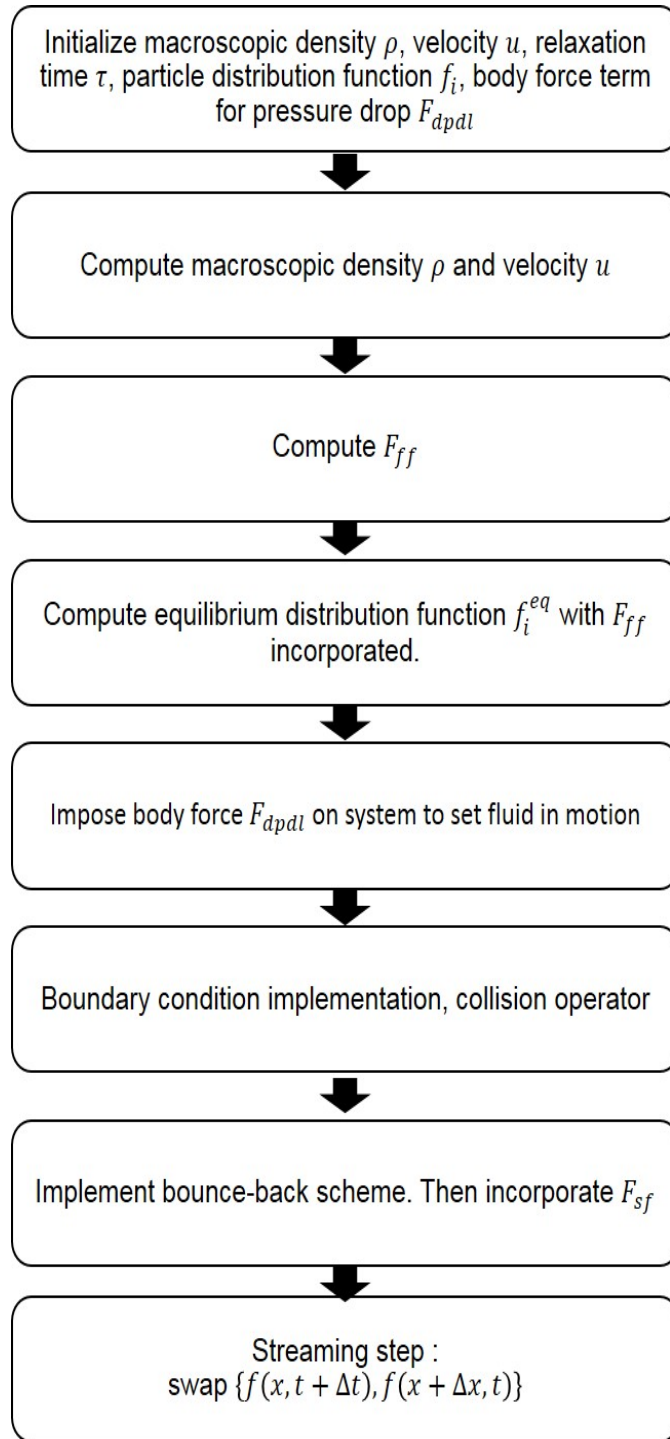 Initialize macroscopic density ρ, velocity u, relaxation
time τ, particle distribution function f_i, body force term
for pressure drop F_dpdl
Compute macroscopic density ρ and velocity u
Compute F_ff
Compute equilibrium distribution function f_i^eq with F_ff
incorporated.
Impose body force F_dpdl on system to set fluid in motion
Boundary condition implementation, collision operator
Implement bounce-back scheme. Then incorporate F_sf
Streaming step :
swap {f(x, t + Δt), f(x + Δx, t)}